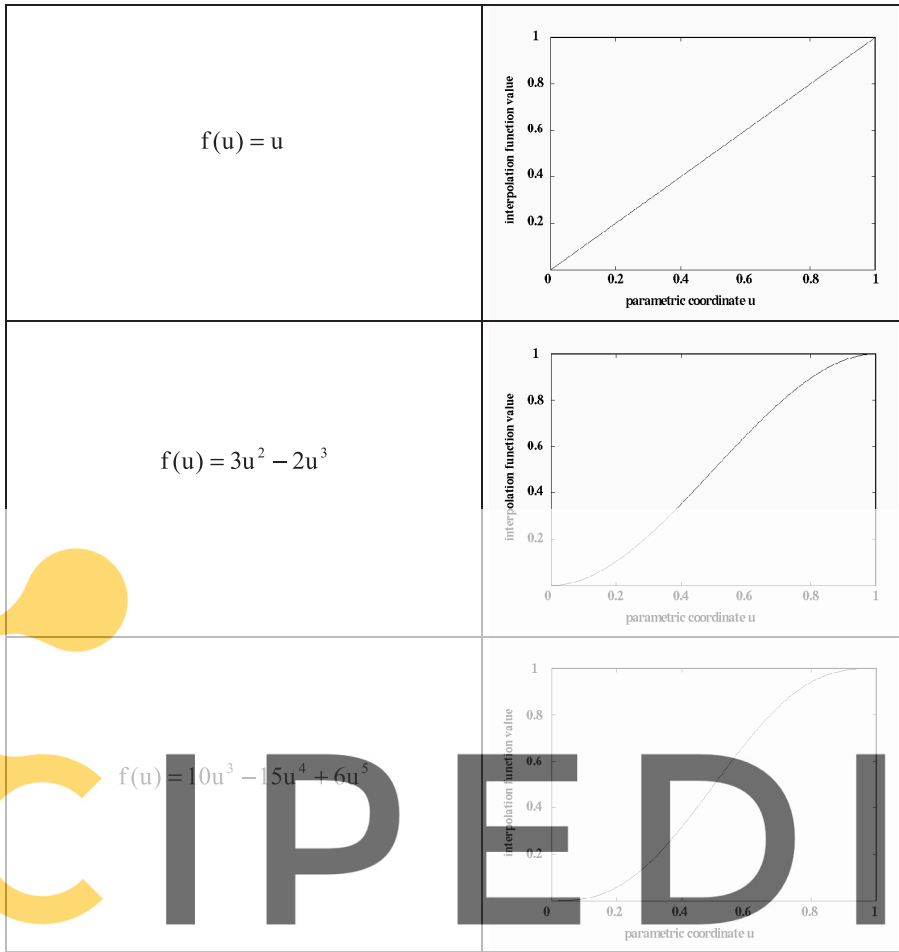 f(u) = u
interpolation function value
1
0.8
0.6
0.4
0.2
0 0.2 0.4 0.6 0.8 1
parametric coordinate u
f(u) = 3u² − 2u³
interpolation function value
1
0.8
0.6
0.4
0.2
0 0.2 0.4 0.6 0.8 1
parametric coordinate u
f(u) = 10u³ − 15u⁴ + 6u⁵
interpolation function value
1
0.8
0.6
0.4
0.2
0 0.2 0.4 0.6 0.8 1
parametric coordinate u
CIPEDI